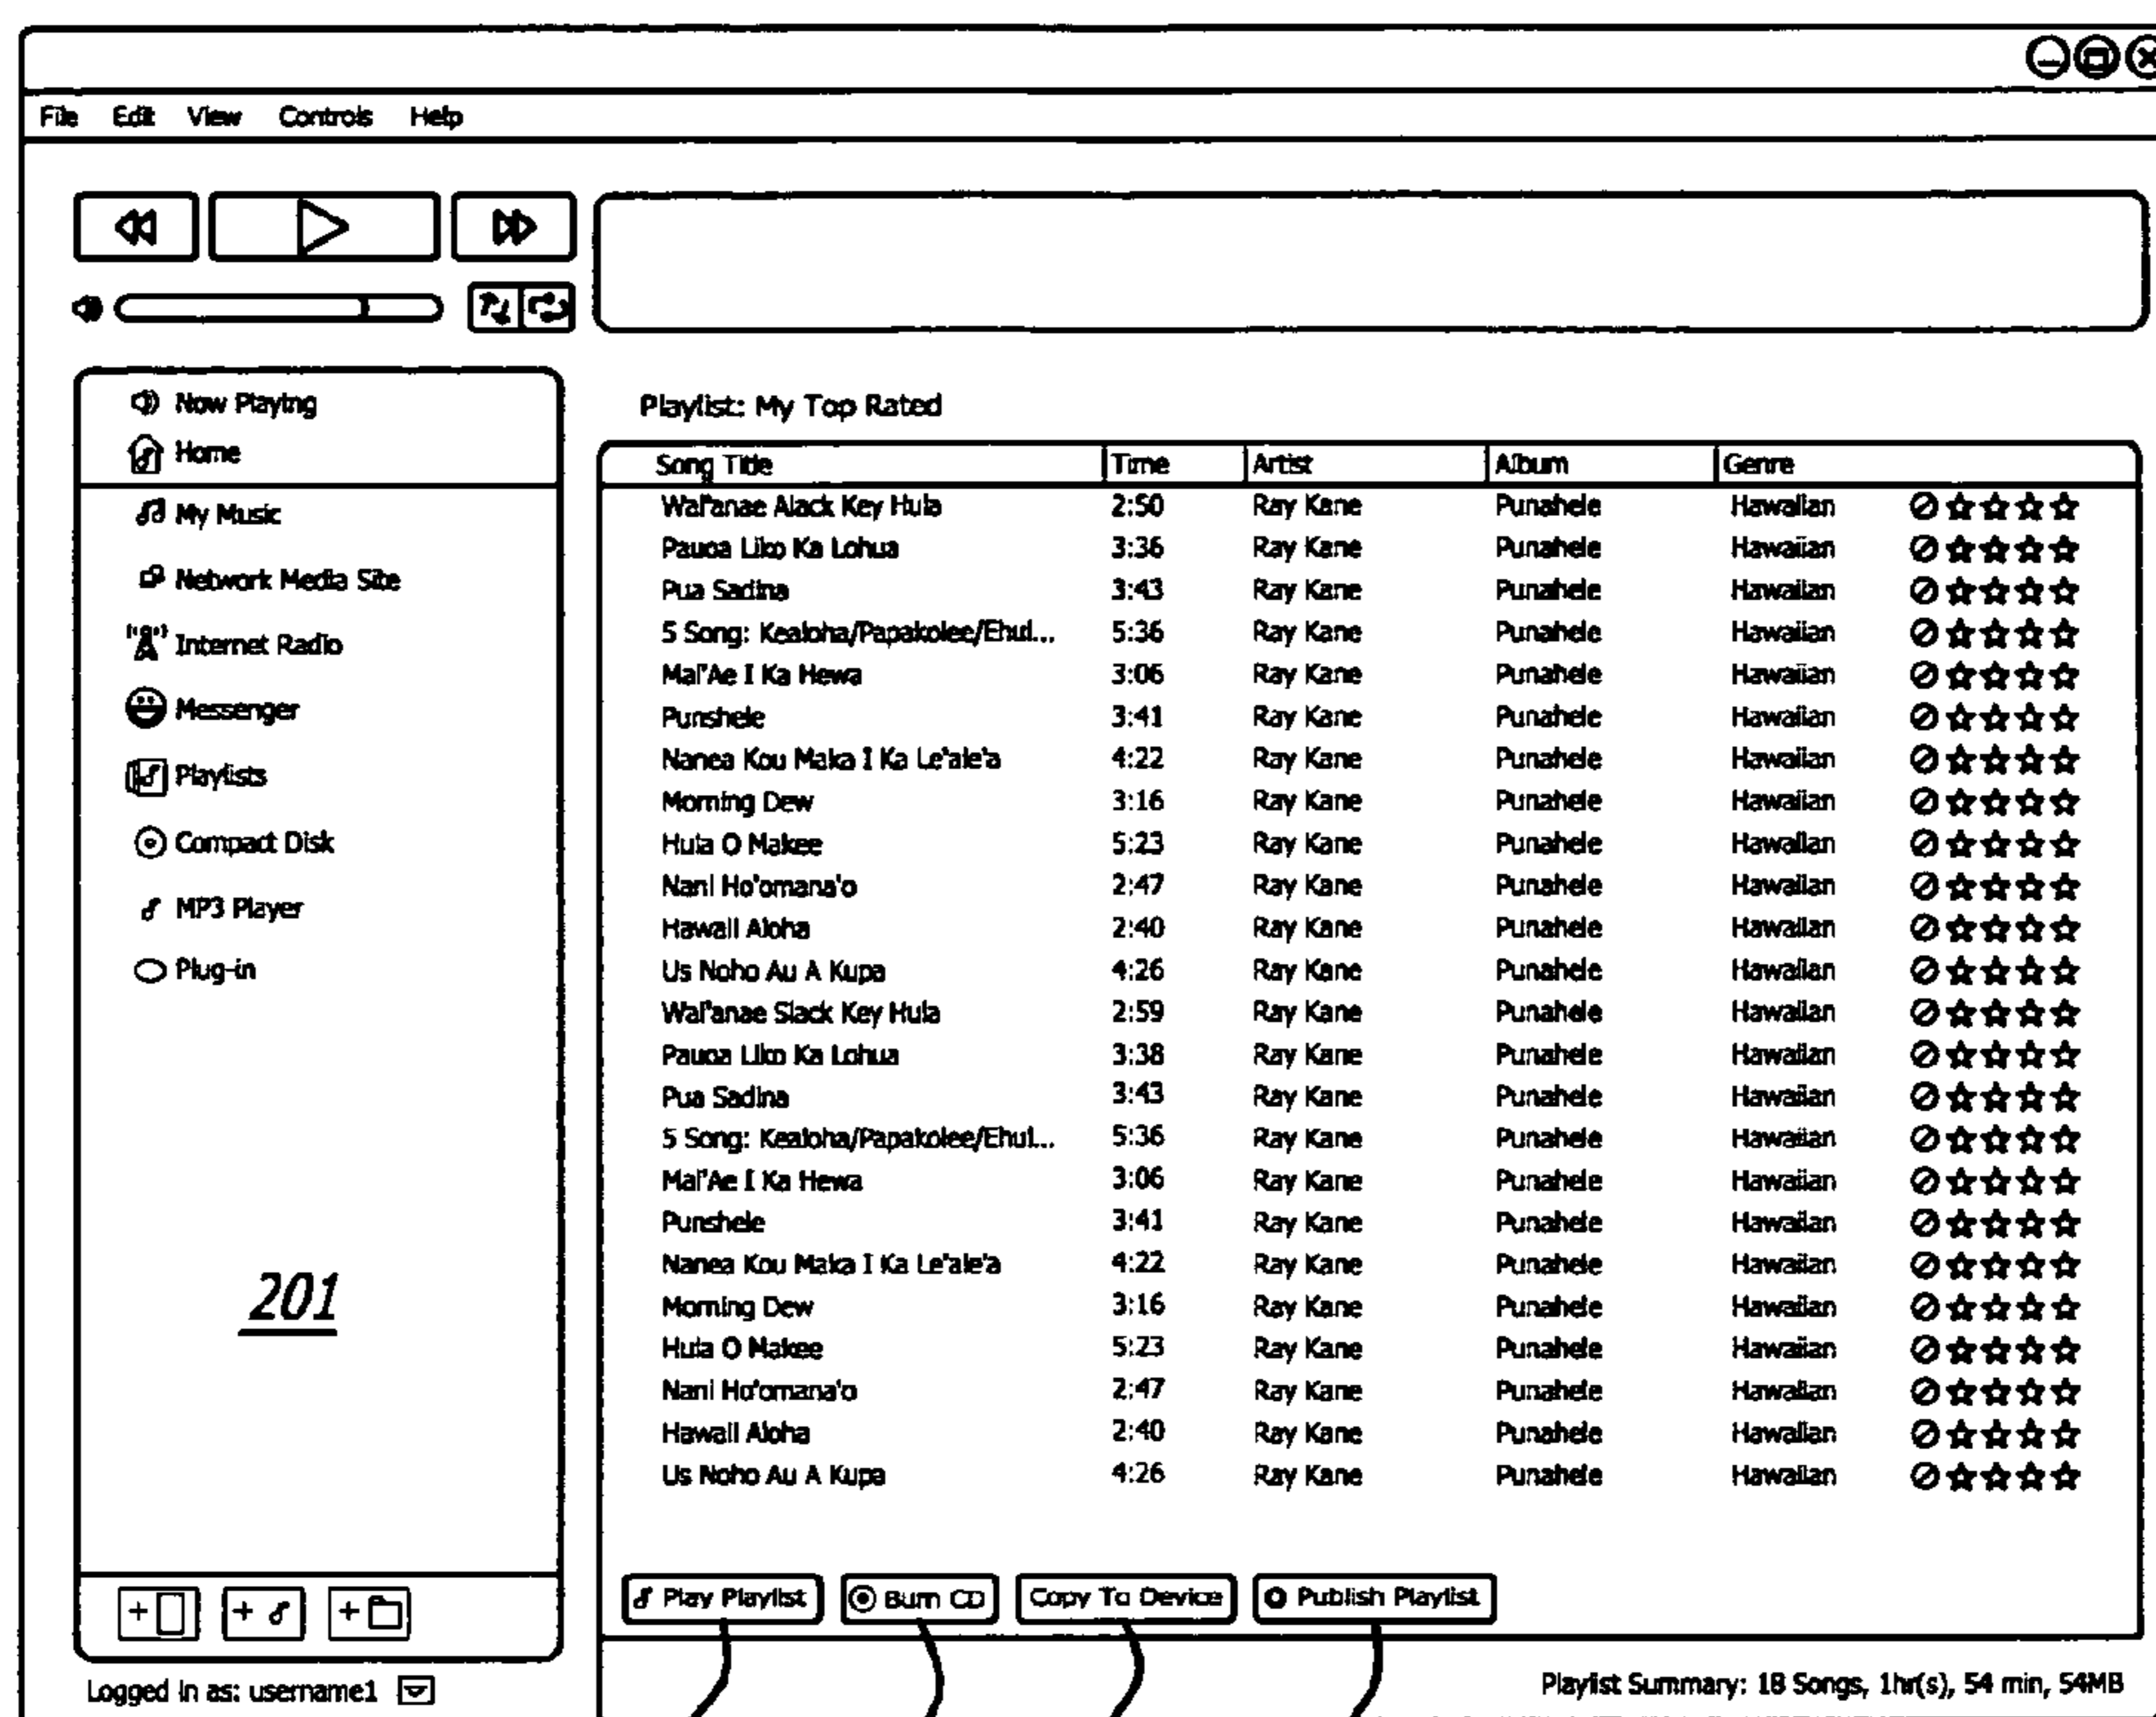 File Edit View Controls Help
Now Playing
Home
My Music
Network Media Site
Internet Radio
Messenger
Playlists
Compact Disk
MP3 Player
Plug-in
201
Logged in as: username1
Playlist: My Top Rated
Song Title Time Artist Album Genre
Wai'anae Alack Key Hula 2:50 Ray Kane Punahele Hawaiian
Pauoa Liko Ka Lohua 3:36 Ray Kane Punahele Hawaiian
Pua Sadina 3:43 Ray Kane Punahele Hawaiian
5 Song: Kealoha/Papakolee/Ehui... 5:36 Ray Kane Punahele Hawaiian
Mai'Ae I Ka Hewa 3:06 Ray Kane Punahele Hawaiian
Punshele 3:41 Ray Kane Punahele Hawaiian
Nanea Kou Maka I Ka Le'ale'a 4:22 Ray Kane Punahele Hawaiian
Morning Dew 3:16 Ray Kane Punahele Hawaiian
Hula O Makee 5:23 Ray Kane Punahele Hawaiian
Nani Ho'omana'o 2:47 Ray Kane Punahele Hawaiian
Hawaii Aloha 2:40 Ray Kane Punahele Hawaiian
Us Noho Au A Kupa 4:26 Ray Kane Punahele Hawaiian
Wai'anae Slack Key Hula 2:59 Ray Kane Punahele Hawaiian
Pauoa Liko Ka Lohua 3:38 Ray Kane Punahele Hawaiian
Pua Sadina 3:43 Ray Kane Punahele Hawaiian
5 Song: Kealoha/Papakolee/Ehui... 5:36 Ray Kane Punahele Hawaiian
Mai'Ae I Ka Hewa 3:06 Ray Kane Punahele Hawaiian
Punshele 3:41 Ray Kane Punahele Hawaiian
Nanea Kou Maka I Ka Le'ale'a 4:22 Ray Kane Punahele Hawaiian
Morning Dew 3:16 Ray Kane Punahele Hawaiian
Hula O Makee 5:23 Ray Kane Punahele Hawaiian
Nani Ho'omana'o 2:47 Ray Kane Punahele Hawaiian
Hawaii Aloha 2:40 Ray Kane Punahele Hawaiian
Us Noho Au A Kupa 4:26 Ray Kane Punahele Hawaiian
Play Playlist Burn CD Copy To Device Publish Playlist
Playlist Summary: 18 Songs, 1hr(s), 54 min, 54MB